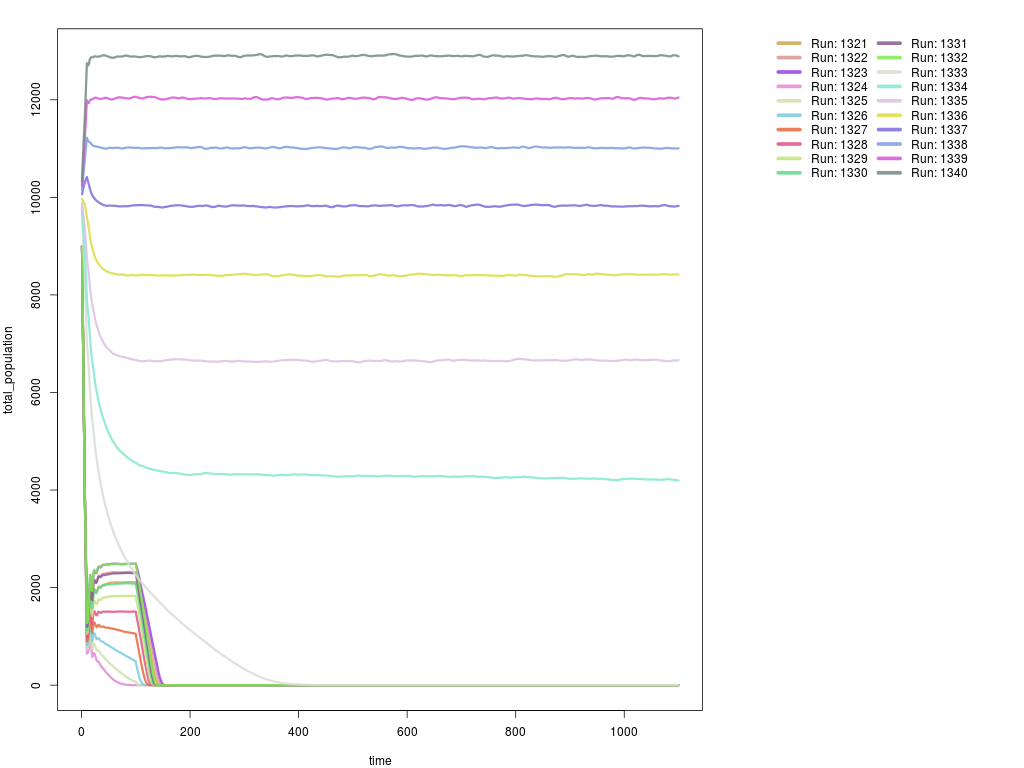 Run: 1321
Run: 1322
Run: 1323
Run: 1324
Run: 1325
Run: 1326
Run: 1327
Run: 1328
Run: 1329
Run: 1330
Run: 1331
Run: 1332
Run: 1333
Run: 1334
Run: 1335
Run: 1336
Run: 1337
Run: 1338
Run: 1339
Run: 1340
total_population
12000
10000
8000
6000
4000
2000
0
0 200 400 600 800 1000
time